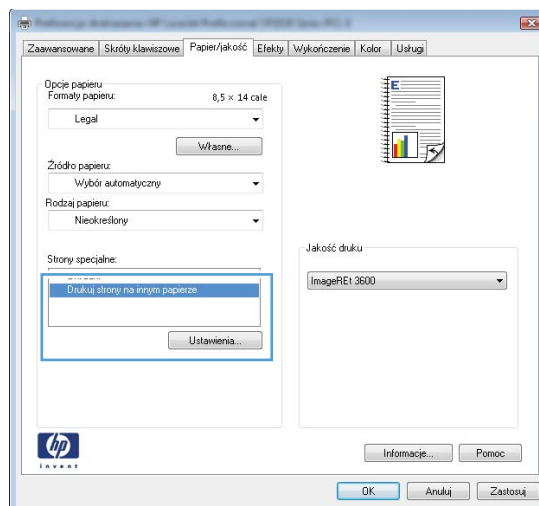 Zaawansowane Skróty klawiszowe Papier/jakość Efekty Wykończenie Kolor Usługi
Opcje papieru
Formaty papieru:
8,5 × 14 cale
Legal
Własne...
Źródło papieru:
Wybór automatyczny
Rodzaj papieru:
Nieokreślony
Strony specjalne:
Drukuj strony na innym papierze
Ustawienia...
E
Jakość druku
ImageREt 3600
hp
invent
Informacje... Pomoc
OK Anuluj Zastosuj